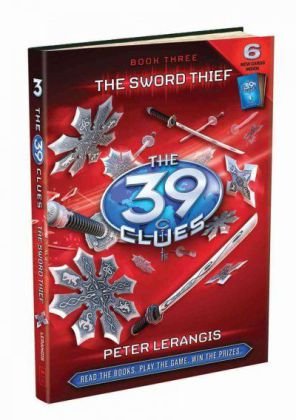 BOOK THREE
THE SWORD THIEF
6
NEW CARDS INSIDE
THE
39
CLUES
PETER LERANGIS
READ THE BOOKS. PLAY THE GAME. WIN THE PRIZES.
3
THE 39 CLUES
THE SWORD THIEF
LERANGIS